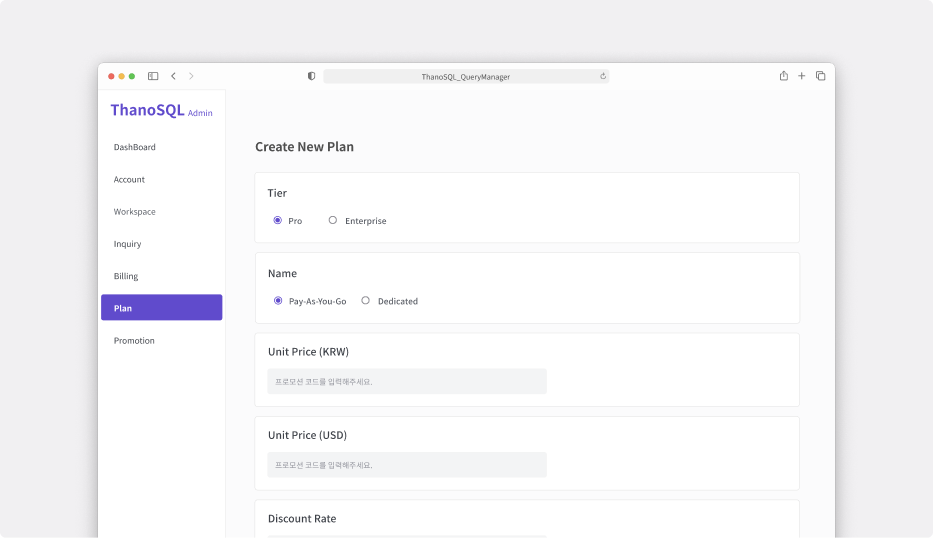 ThanoSQL_QueryManager
ThanoSQL Admin
DashBoard
Account
Workspace
Inquiry
Billing
Plan
Promotion
Create New Plan
Tier
Pro Enterprise
Name
Pay-As-You-Go Dedicated
Unit Price (KRW)
프로모션 코드를 입력해주세요.
Unit Price (USD)
프로모션 코드를 입력해주세요.
Discount Rate